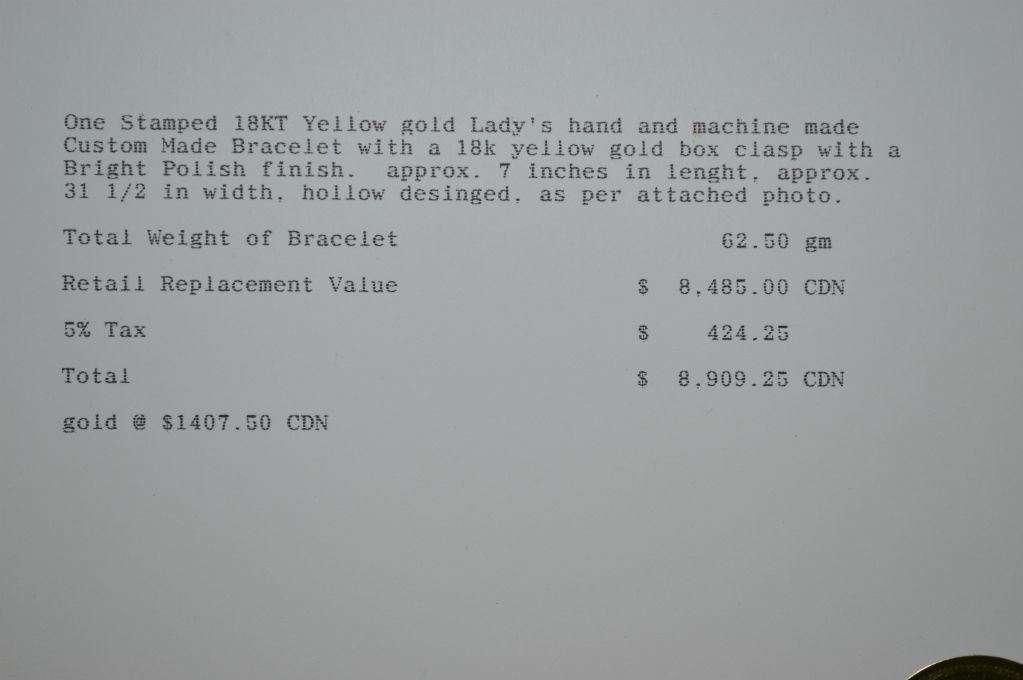 One Stamped 18KT Yellow gold Lady's hand and machine made
Custom Made Bracelet with a 18k yellow gold box clasp with a
Bright Polish finish. approx. 7 inches in lenght, approx.
31 1/2 in width, hollow desinged, as per attached photo.
Total Weight of Bracelet 62.50 gm
Retail Replacement Value $ 8,485.00 CDN
5% Tax $ 424.25
Total $ 8,909.25 CDN
gold @ $1407.50 CDN